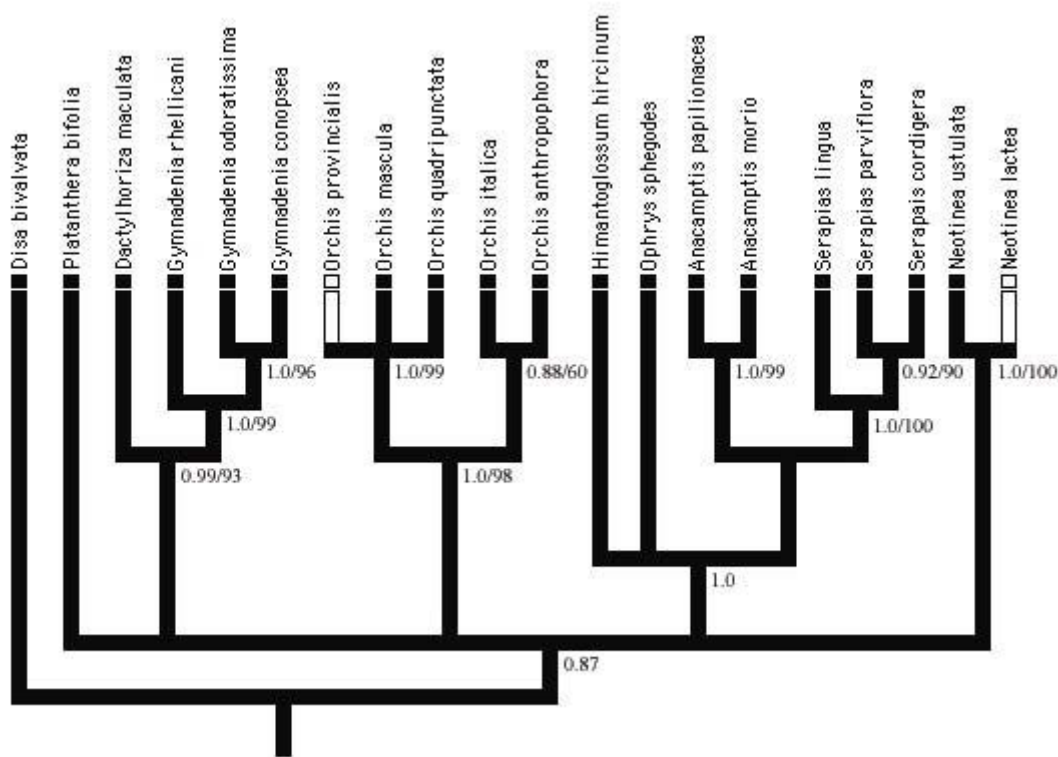 Disa bivalvata
Platanthera bifolia
Dactylhoriza maculata
Gymnadenia rhellicani
Gymnadenia odoratissima
Gymnadenia conopsea
Orchis provincialis
Orchis mascula
Orchis quadripunctata
Orchis italica
Orchis anthropophora
Himantoglossum hircinum
Ophrys sphegodes
Anacamptis papilionacea
Anacamptis morio
Serapias lingua
Serapias parviflora
Serapais cordigera
Neotinea ustulata
Neotinea lactea
1.0/96
1.0/99
0.88/60
1.0/99
0.92/90
1.0/100
1.0/99
1.0/100
0.99/93
1.0/98
1.0
0.87